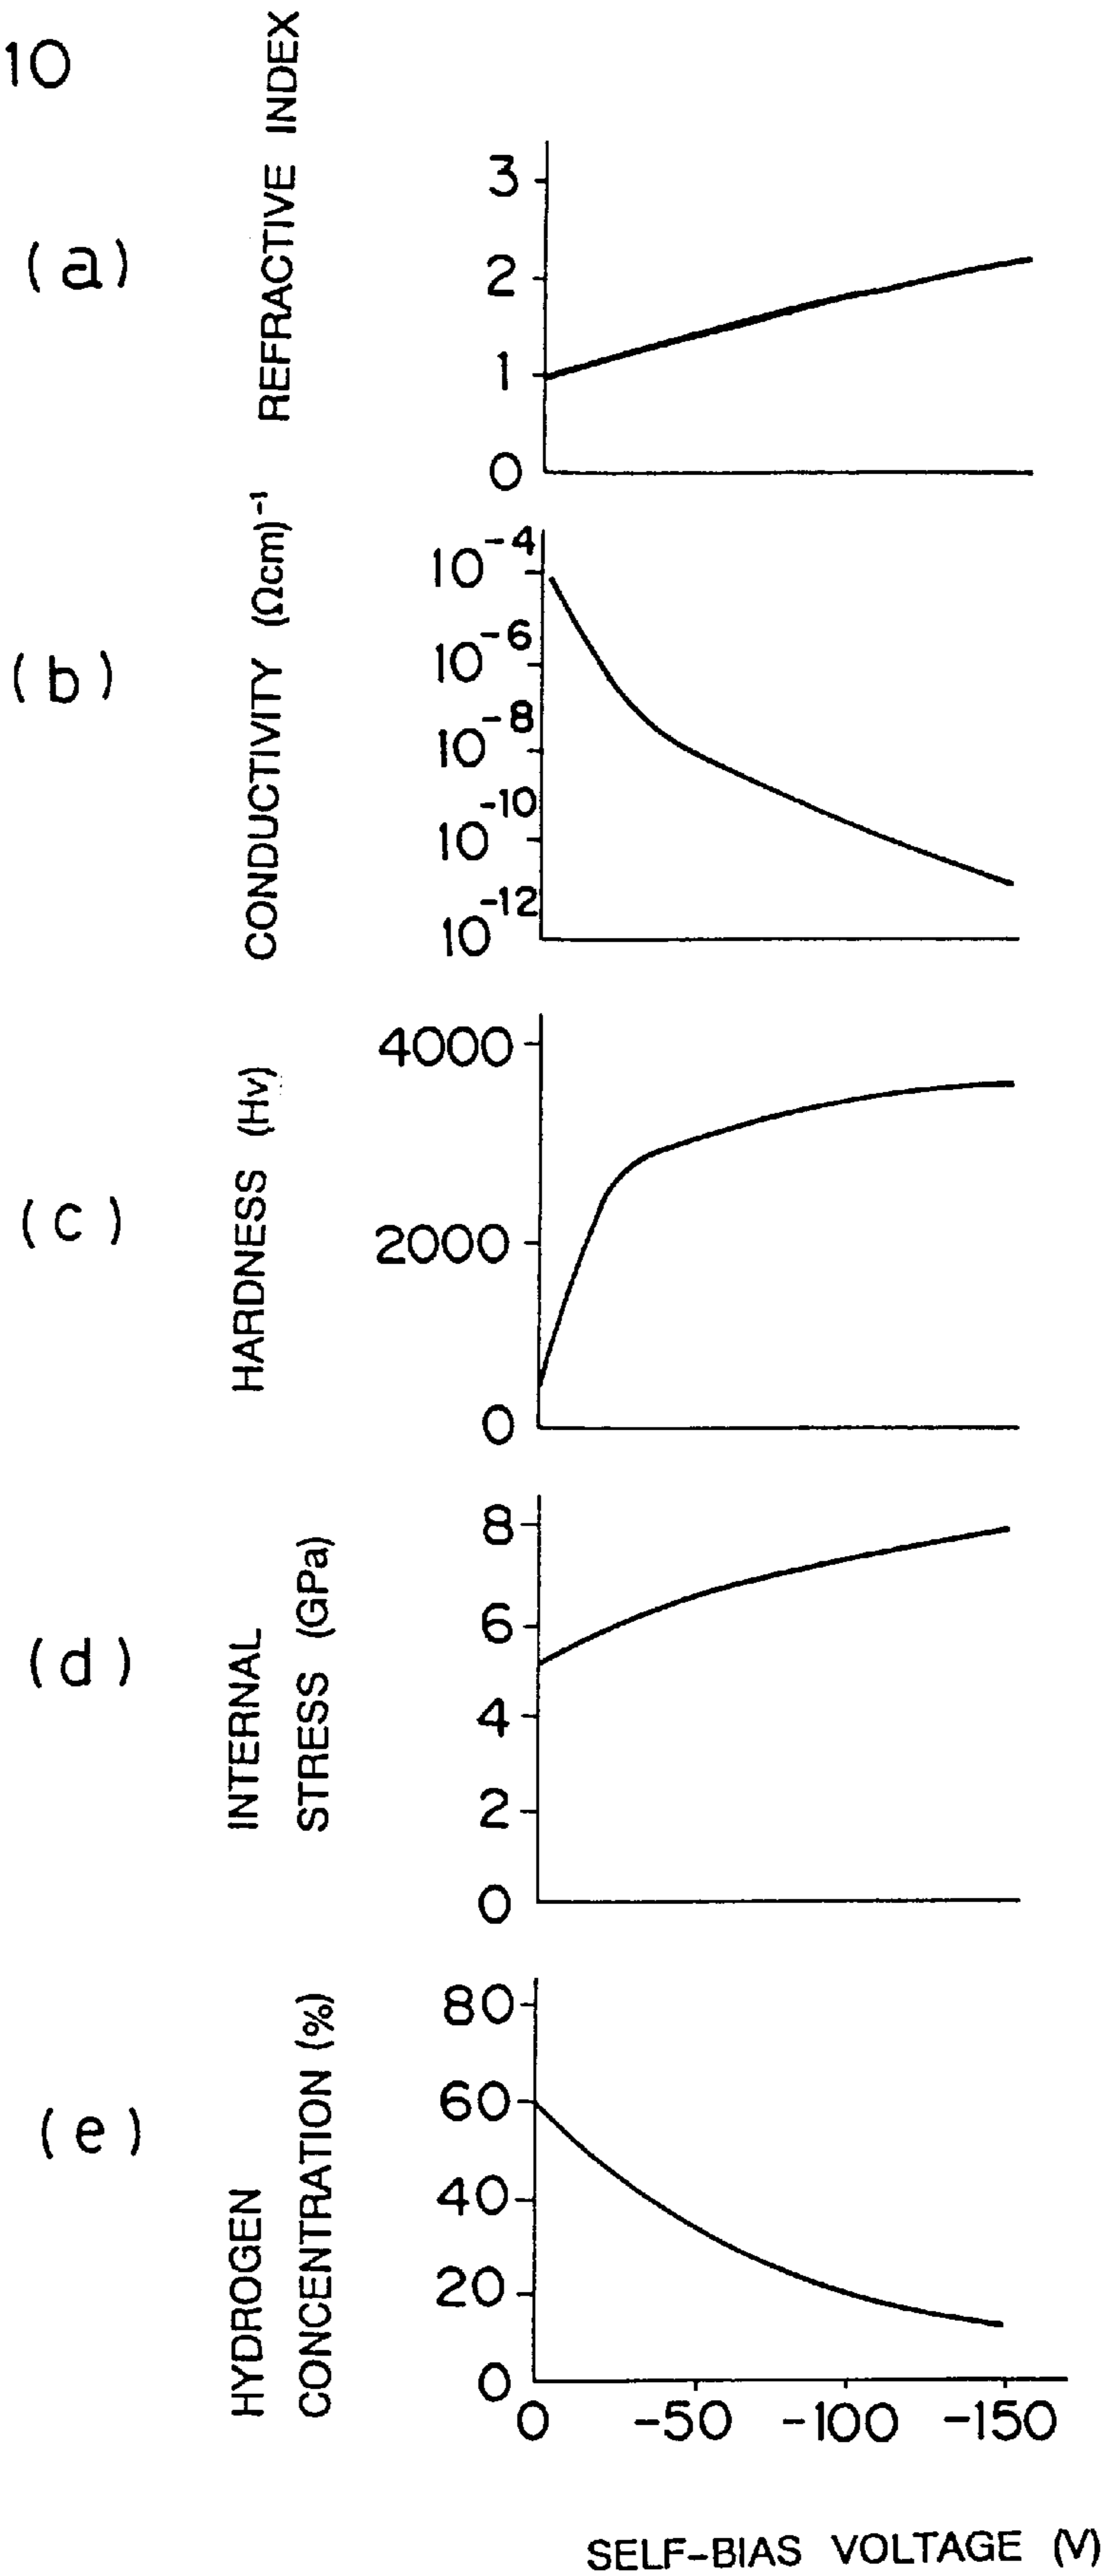 10
(a)
REFRACTIVE INDEX
3
2
1
0
(b)
CONDUCTIVITY (Ωcm)⁻¹
10⁻⁴
10⁻⁶
10⁻⁸
10⁻¹⁰
10⁻¹²
(c)
HARDNESS (Hv)
4000
2000
0
(d)
INTERNAL
STRESS (GPa)
8
6
4
2
0
(e)
HYDROGEN
CONCENTRATION (%)
80
60
40
20
0
0 -50 -100 -150
SELF-BIAS VOLTAGE (V)